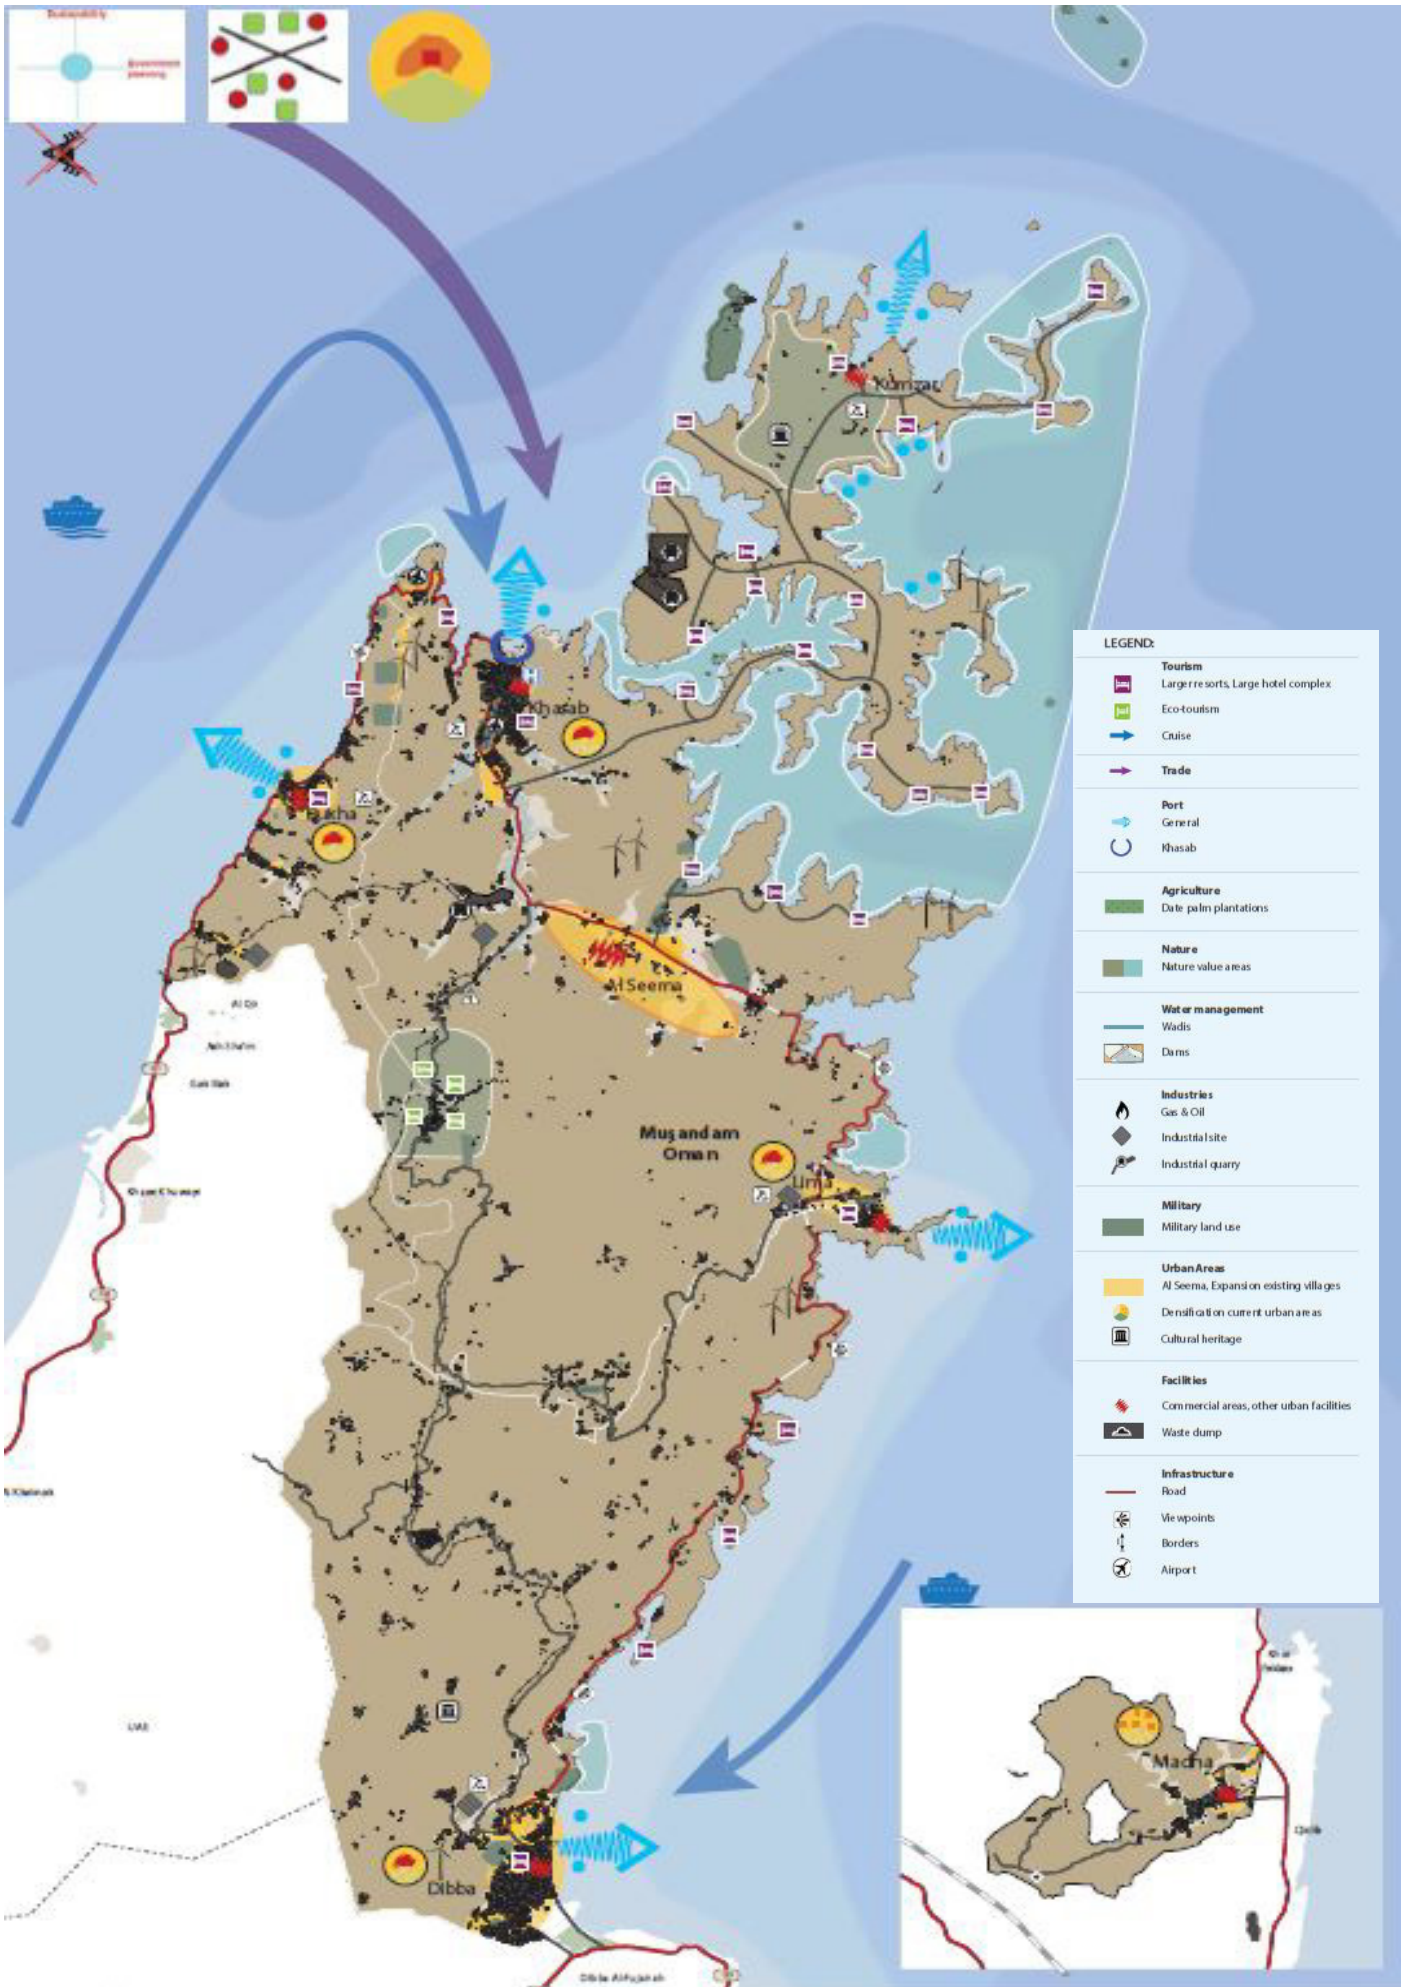 Sustainability
Government
planning
Kumzar
Khasab
Bukha
Al Seema
Musandam
Oman
Lima
Dibba
UAE
Madha
Dibba Al Fujairah
LEGEND:
Tourism
Larger resorts, Large hotel complex
Eco-tourism
Cruise
Trade
Port
General
Khasab
Agriculture
Date palm plantations
Nature
Nature value areas
Water management
Wadis
Dams
Industries
Gas & Oil
Industrial site
Industrial quarry
Military
Military land use
Urban Areas
Al Seema, Expansion existing villages
Densification current urban areas
Cultural heritage
Facilities
Commercial areas, other urban facilities
Waste dump
Infrastructure
Road
Viewpoints
Borders
Airport